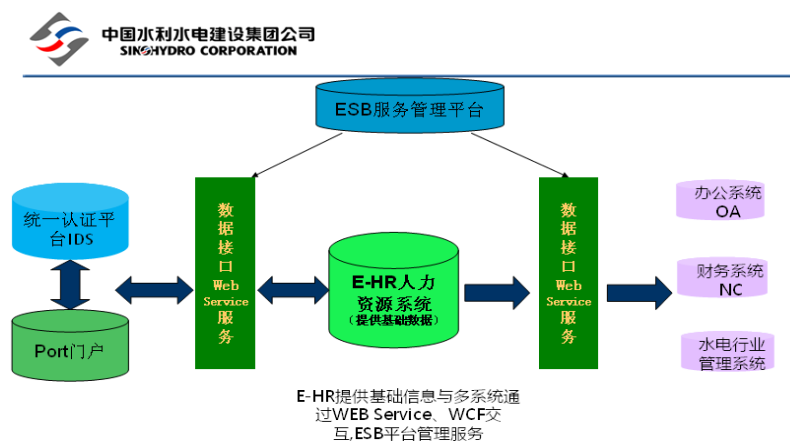 中国水利水电建设集团公司
SINOHYDRO CORPORATION
ESB服务管理平台
统一认证平
台IDS
Port门户
数
据
接
口
Web
Service
服
务
E-HR人力
资源系统
（提供基础数据）
数
据
接
口
Web
Service
服
务
办公系统
OA
财务系统
NC
水电行业
管理系统
E-HR提供基础信息与多系统通
过WEB Service、WCF交
互,ESB平台管理服务